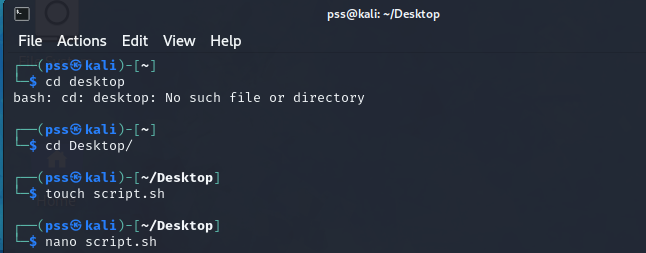 pss@kali: ~/Desktop
File Actions Edit View Help
┌──(pss㉿kali)-[~]
└─$ cd desktop
bash: cd: desktop: No such file or directory
┌──(pss㉿kali)-[~]
└─$ cd Desktop/
┌──(pss㉿kali)-[~/Desktop]
└─$ touch script.sh
┌──(pss㉿kali)-[~/Desktop]
└─$ nano script.sh